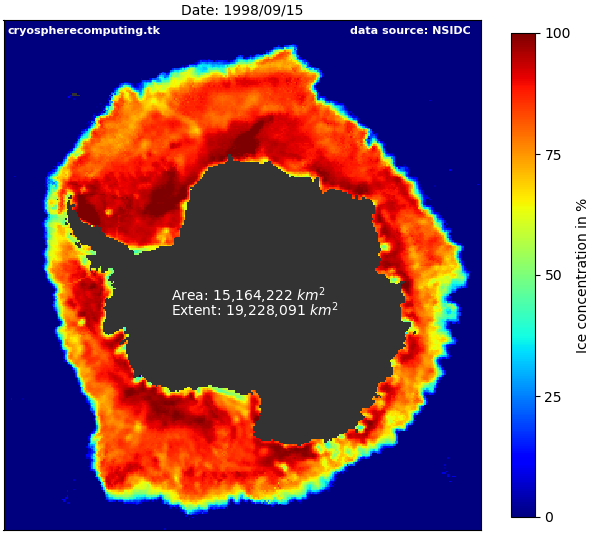 Date: 1998/09/15
cryospherecomputing.tk
data source: NSIDC
Area: 15,164,222 km²
Extent: 19,228,091 km²
100
75
50
25
0
Ice concentration in %